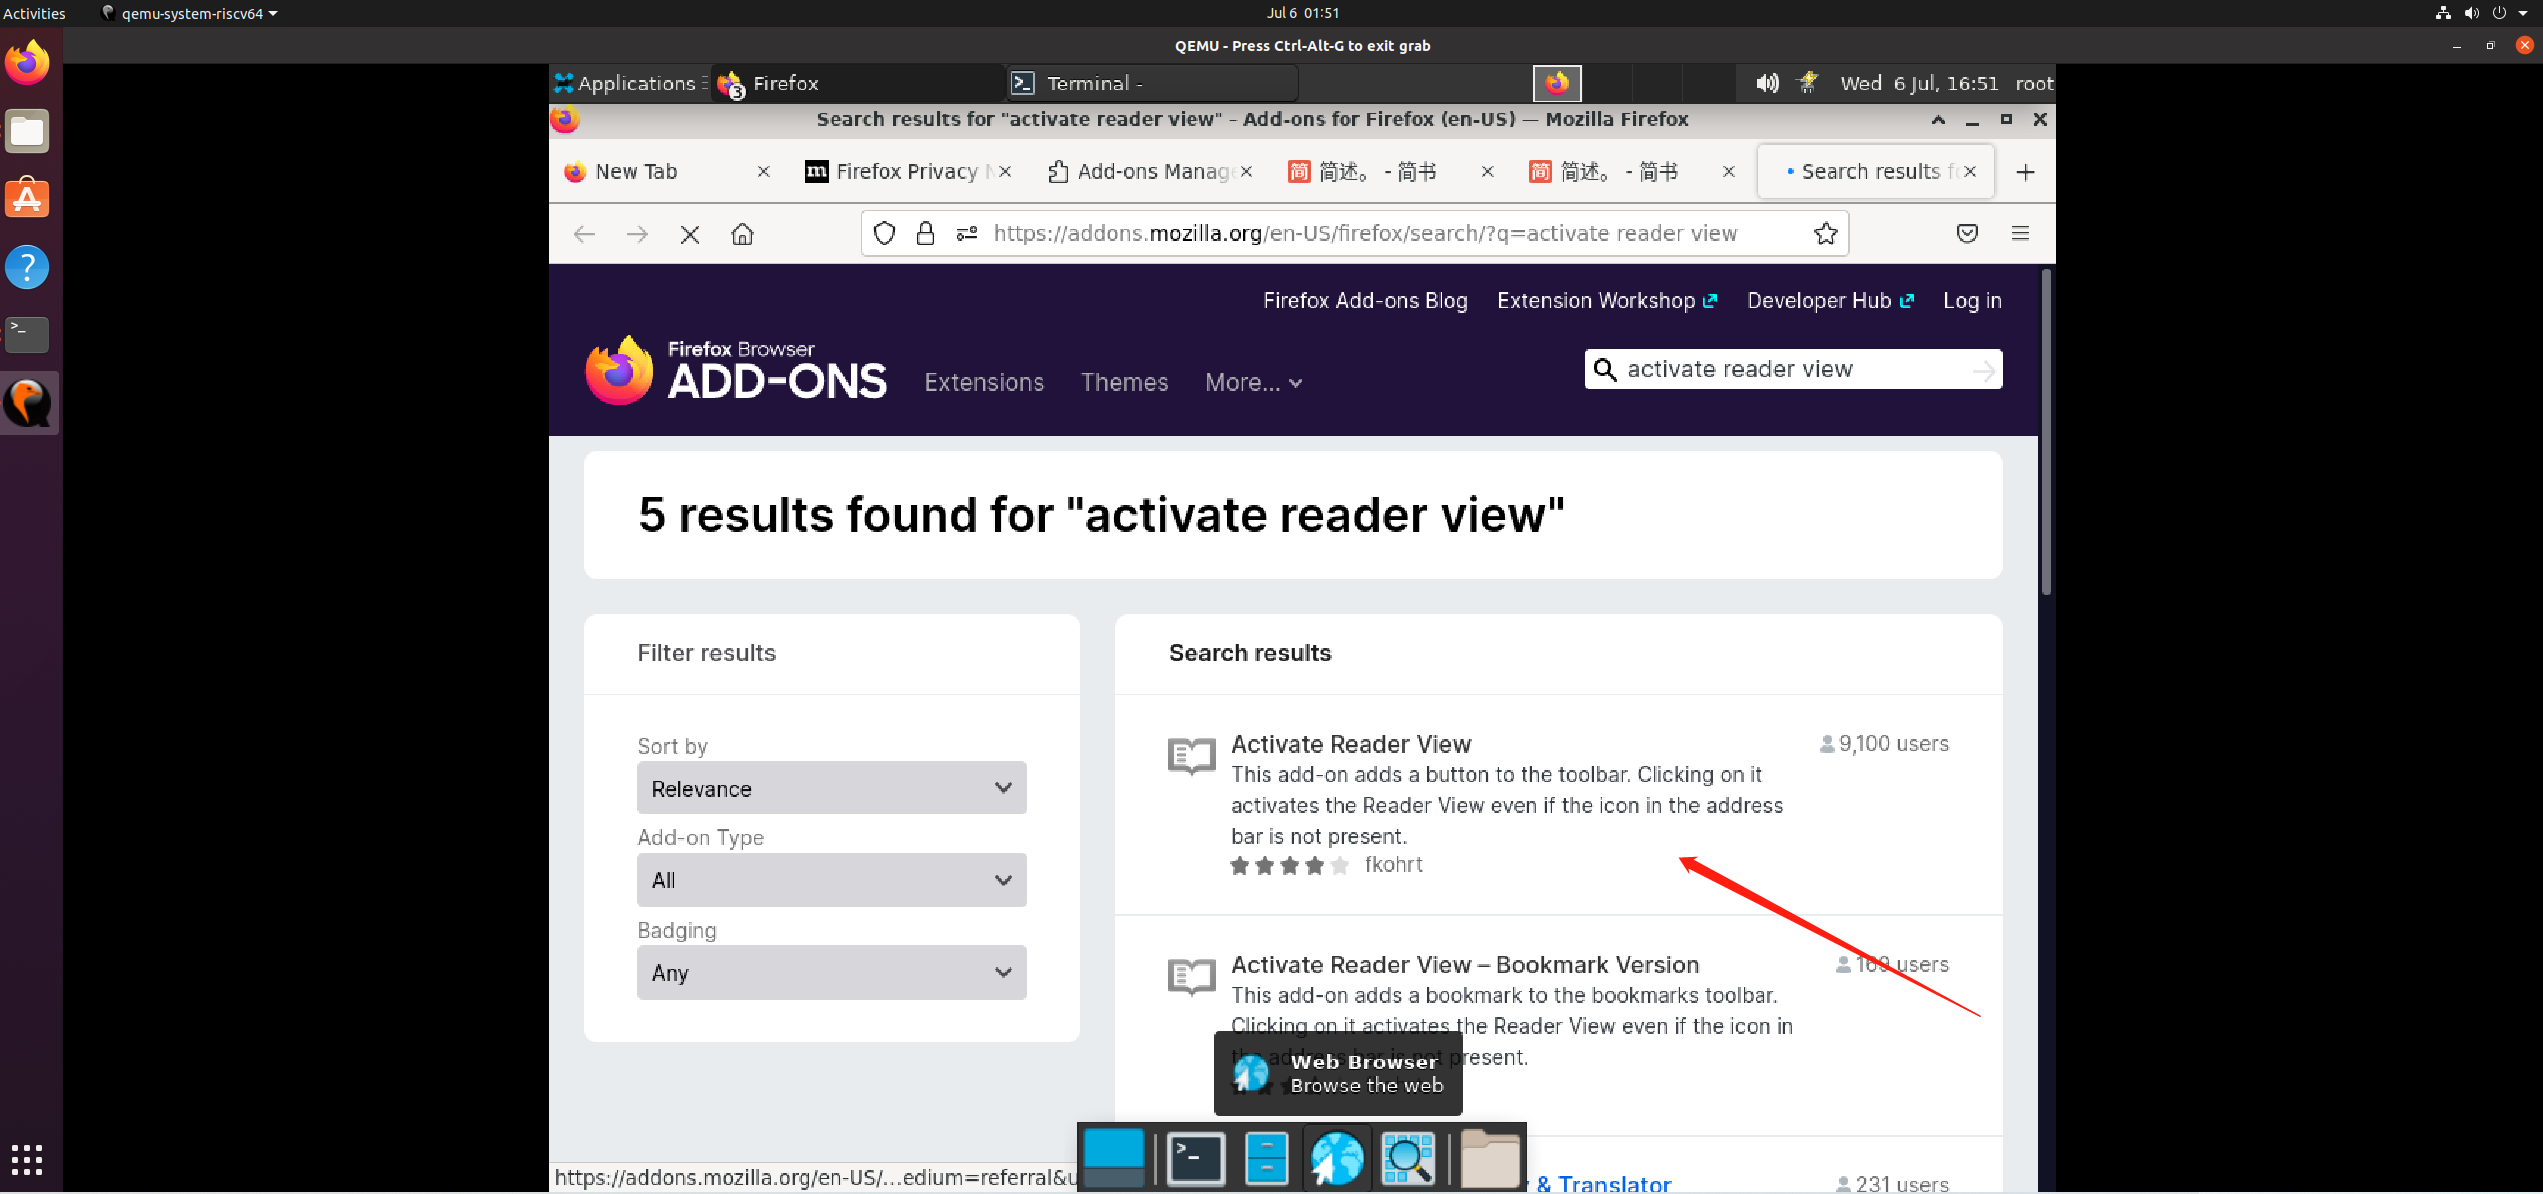 Activities
qemu-system-riscv64
Jul 6 01:51
QEMU - Press Ctrl-Alt-G to exit grab
Applications
3
Firefox
Terminal -
Wed 6 Jul, 16:51 root
Search results for "activate reader view" - Add-ons for Firefox (en-US) — Mozilla Firefox
New Tab
Firefox Privacy N
Add-ons Manage
简述。 - 简书
简述。 - 简书
Search results fo
https://addons.mozilla.org/en-US/firefox/search/?q=activate reader view
Firefox Add-ons Blog
Extension Workshop
Developer Hub
Log in
Firefox Browser
ADD-ONS
Extensions
Themes
More...
activate reader view
5 results found for "activate reader view"
Filter results
Sort by
Relevance
Add-on Type
All
Badging
Any
Search results
Activate Reader View
9,100 users
This add-on adds a button to the toolbar. Clicking on it
activates the Reader View even if the icon in the address
bar is not present.
fkohrt
Activate Reader View – Bookmark Version
users
This add-on adds a bookmark to the bookmarks toolbar.
Clicking on it activates the Reader View even if the icon in
the address bar is not present.
Web Browser
Browse the web
https://addons.mozilla.org/en-US/...edium=referral&u
& Translator
231 users